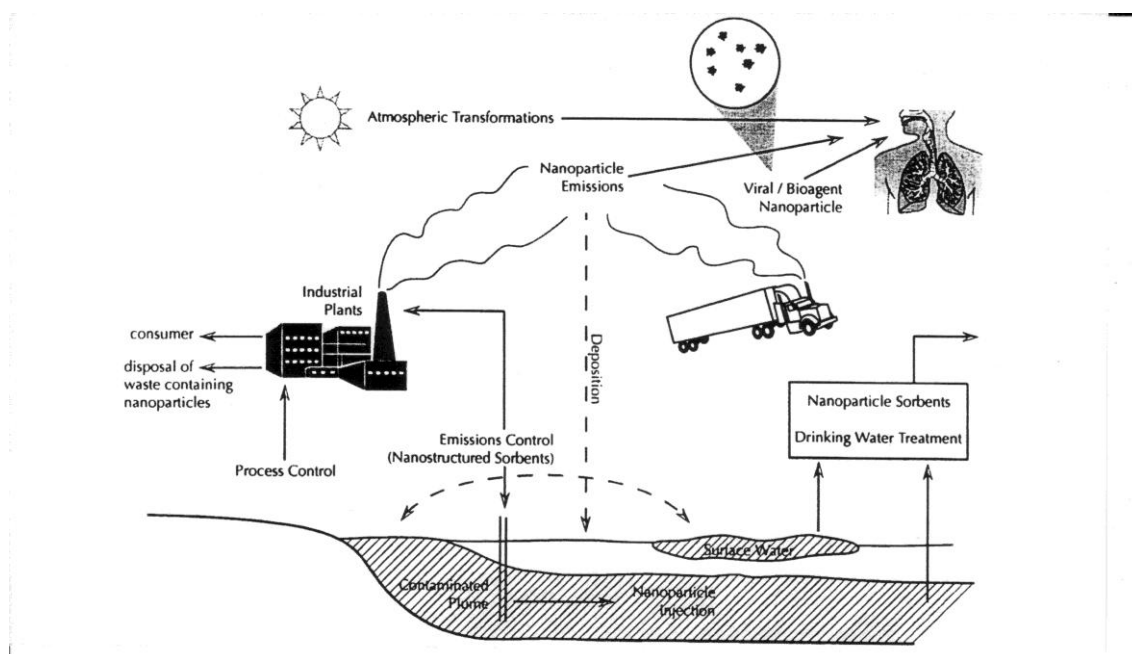 Atmospheric Transformations
Nanoparticle
Emissions
Viral / Bioagent
Nanoparticle
Industrial
Plants
consumer
disposal of
waste containing
nanoparticles
Process Control
Deposition
Emissions Control
(Nanostructured Sorbents)
Nanoparticle Sorbents
Drinking Water Treatment
Surface Water
Contaminated
Plome
Nanoparticle
Injection